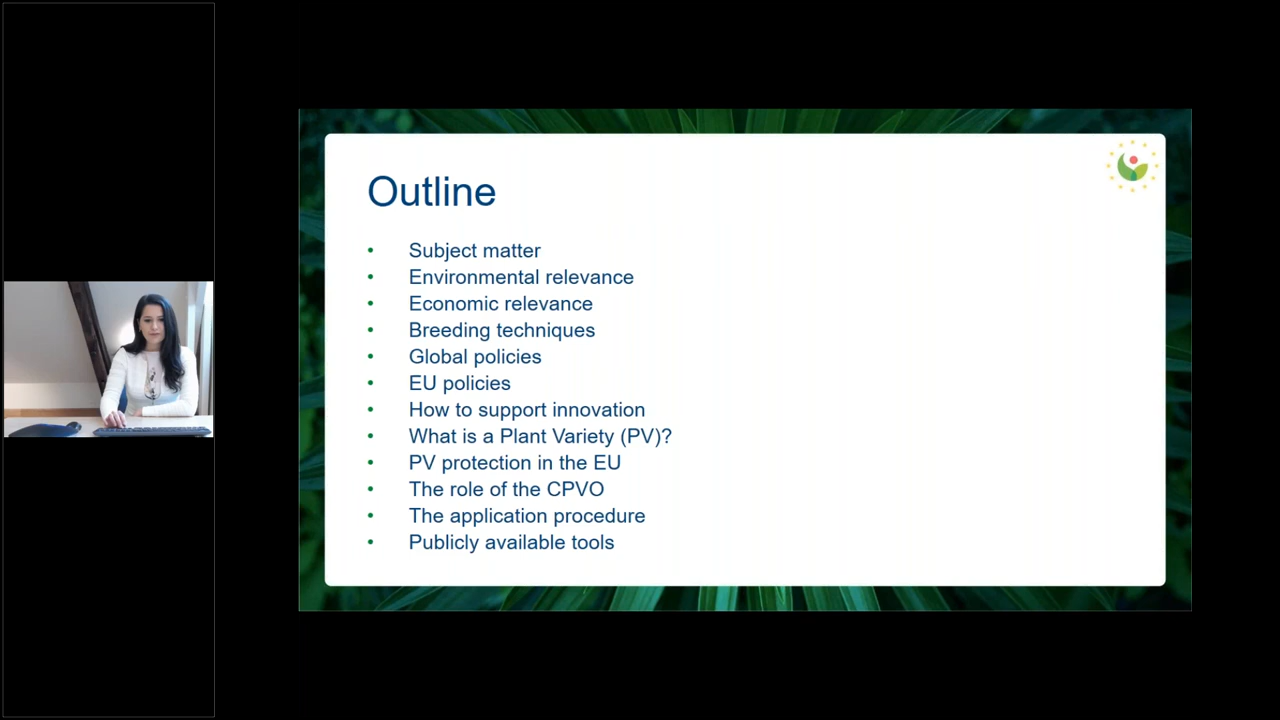 Outline
• Subject matter
• Environmental relevance
• Economic relevance
• Breeding techniques
• Global policies
• EU policies
• How to support innovation
• What is a Plant Variety (PV)?
• PV protection in the EU
• The role of the CPVO
• The application procedure
• Publicly available tools